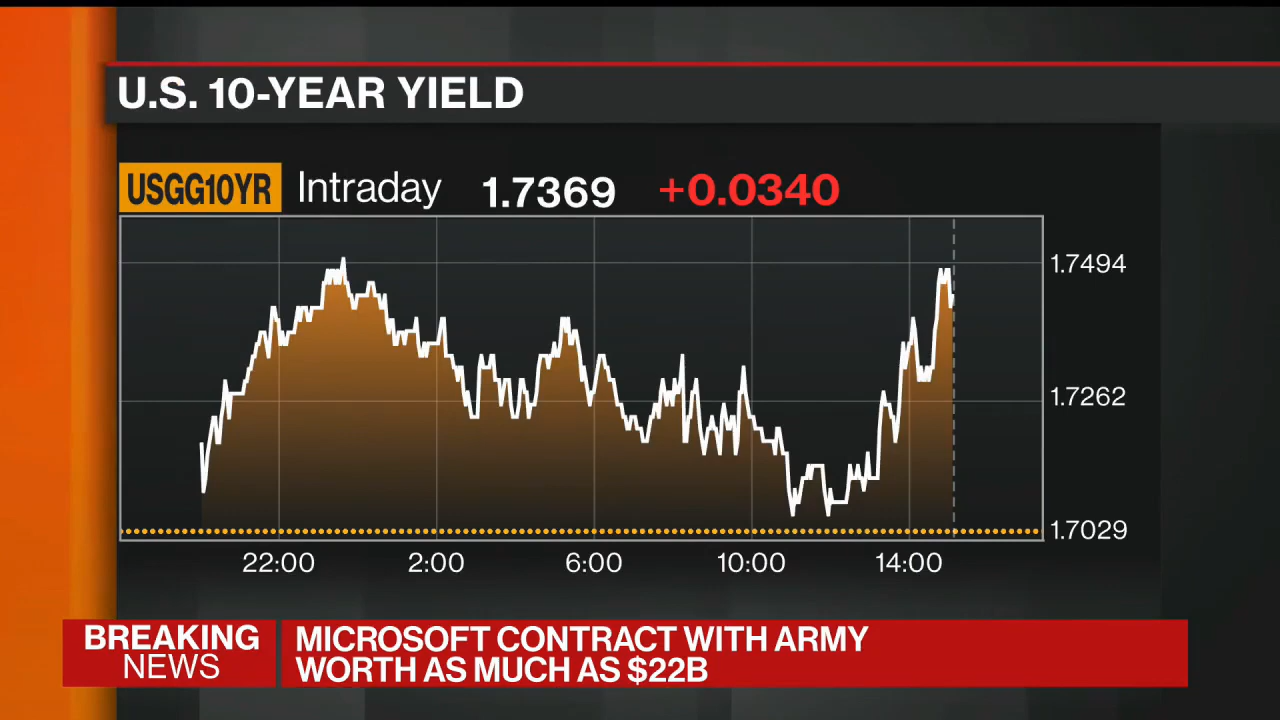 U.S. 10-YEAR YIELD
USGG10YR Intraday 1.7369 +0.0340
1.7494
1.7262
1.7029
22:00 2:00 6:00 10:00 14:00
BREAKING NEWS
MICROSOFT CONTRACT WITH ARMY
WORTH AS MUCH AS $22B